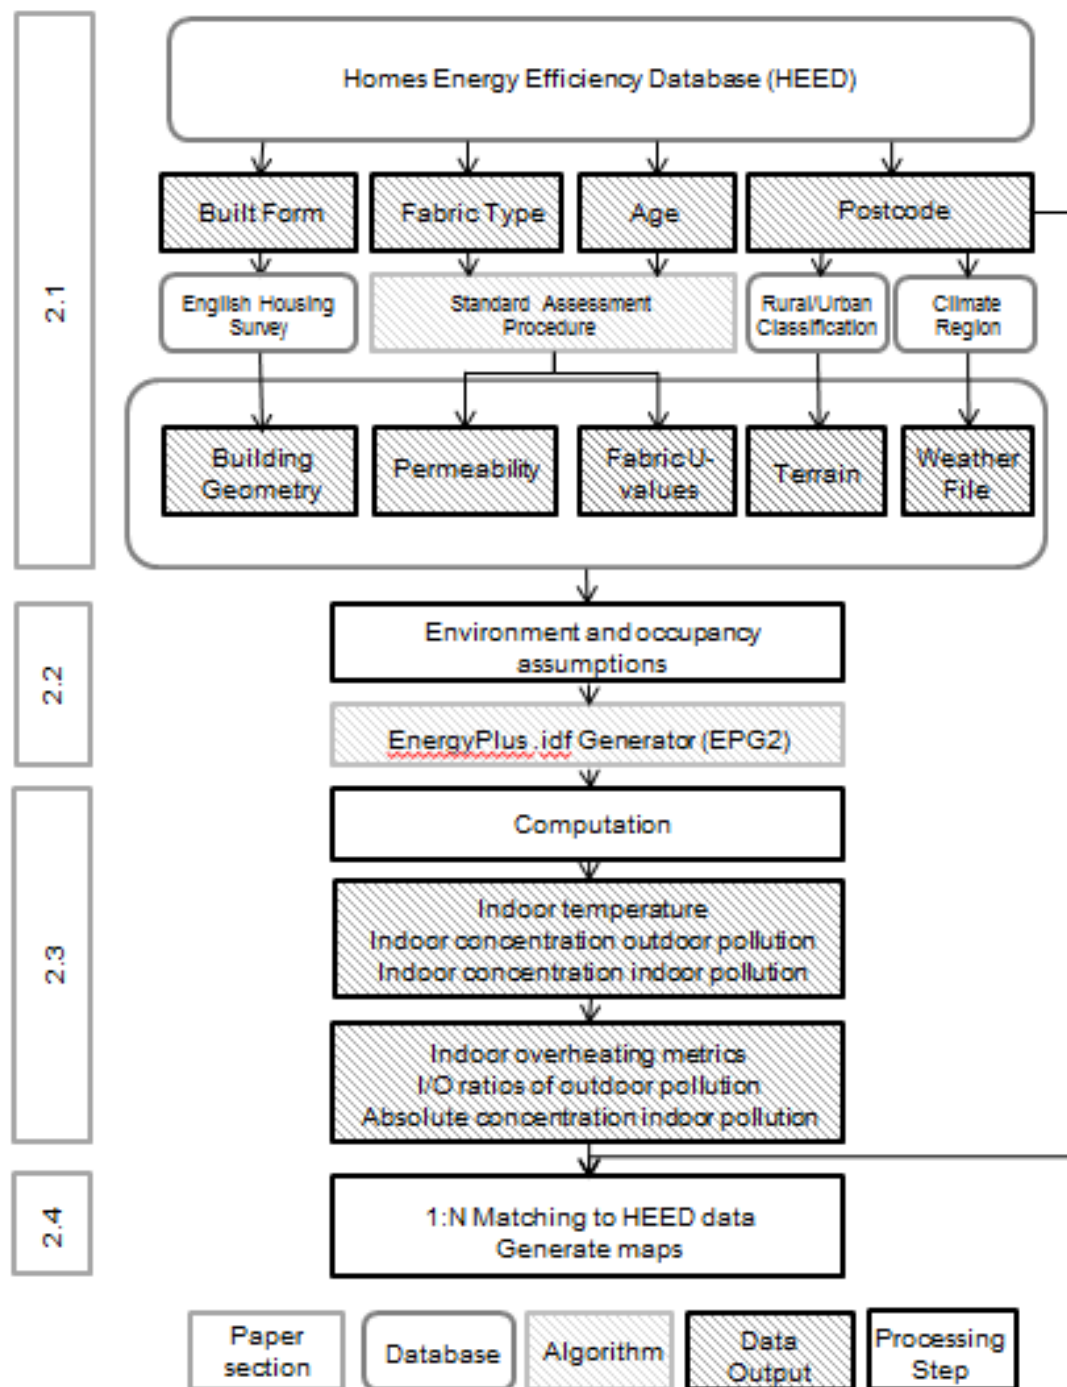 Homes Energy Efficiency Database (HEED)
Built Form
Fabric Type
Age
Postcode
2.1
English Housing
Survey
Standard Assessment
Procedure
Rural/Urban
Classification
Climate
Region
Building
Geometry
Permeability
Fabric U-
values
Terrain
Weather
File
2.2
Environment and occupancy
assumptions
EnergyPlus .idf Generator (EPG2)
2.3
Computation
Indoor temperature
Indoor concentration outdoor pollution
Indoor concentration indoor pollution
Indoor overheating metrics
I/O ratios of outdoor pollution
Absolute concentration indoor pollution
2.4
1:N Matching to HEED data
Generate maps
Paper
section
Database
Algorithm
Data
Output
Processing
Step